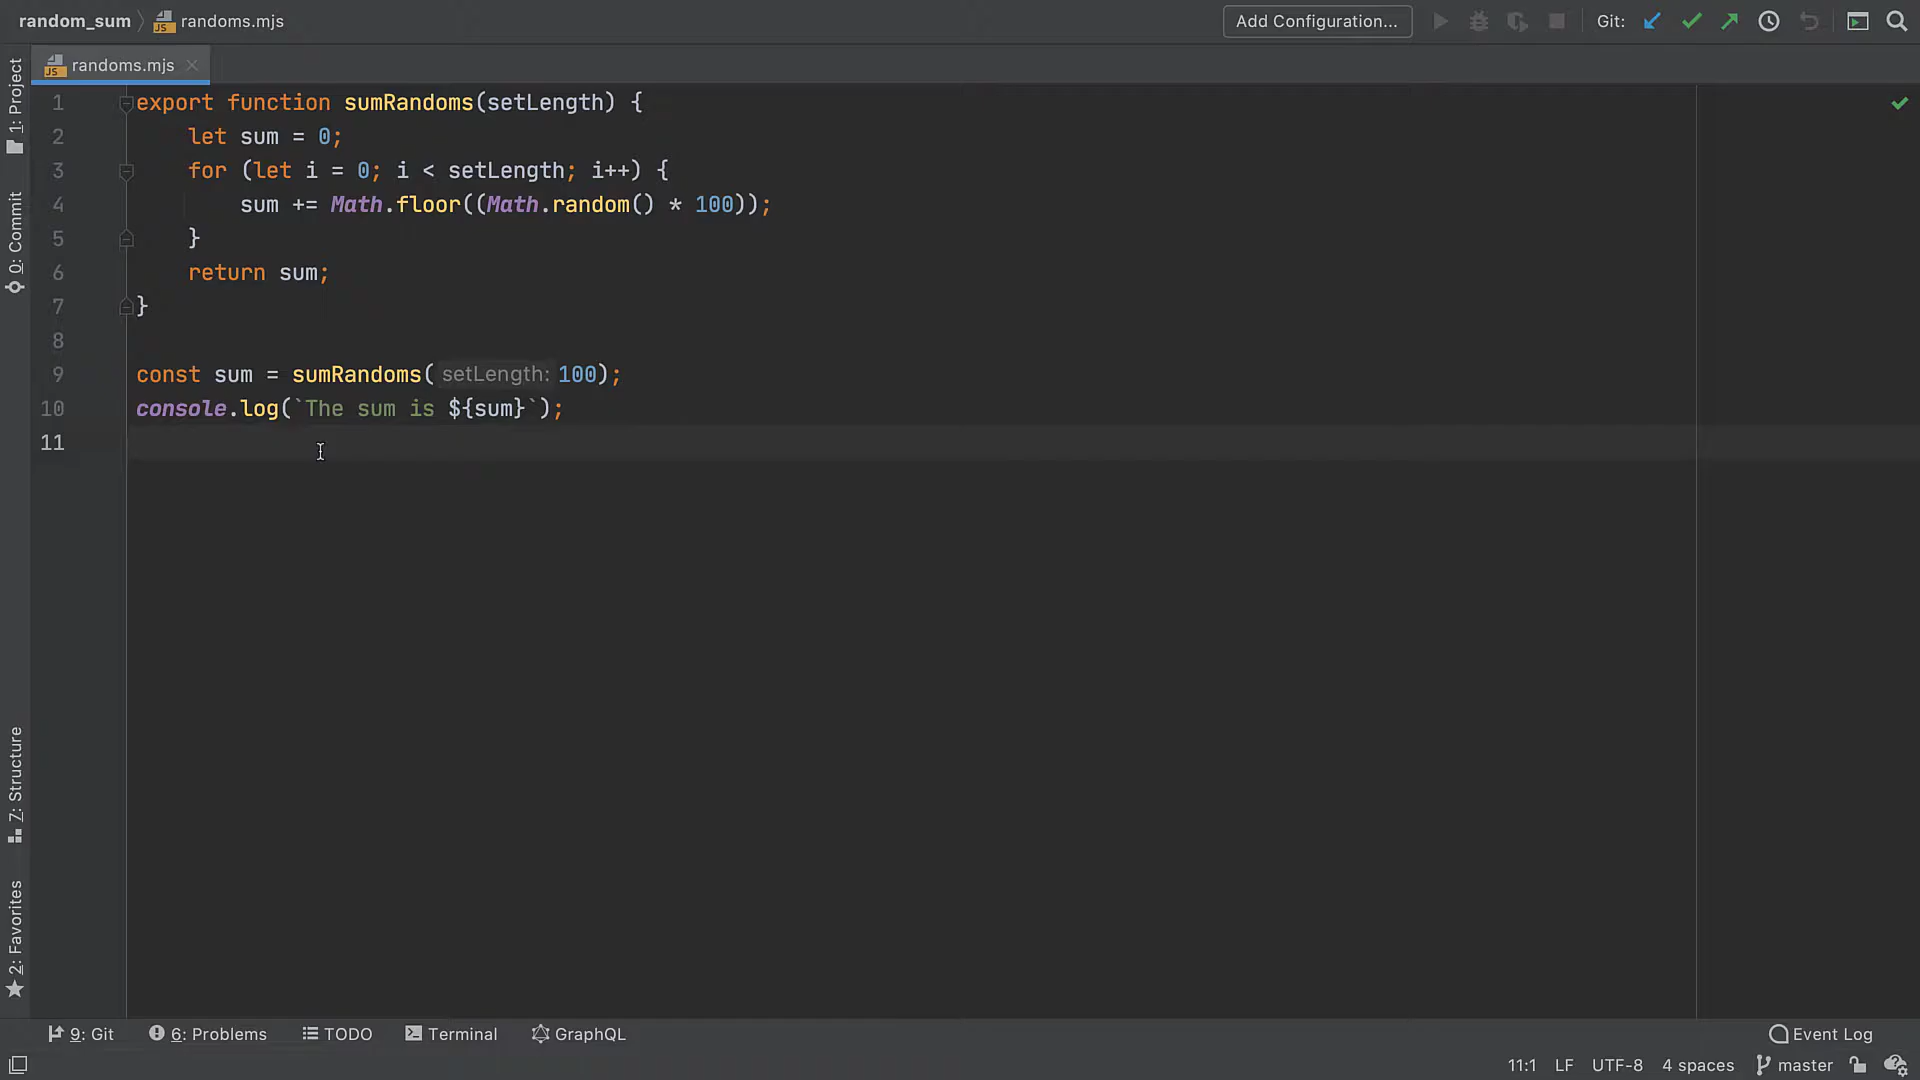 random_sum randoms.mjs Add Configuration... Git:
randoms.mjs
1 export function sumRandoms(setLength) {
2 let sum = 0;
3 for (let i = 0; i < setLength; i++) {
4 sum += Math.floor((Math.random() * 100));
5 }
6 return sum;
7 }
8
9 const sum = sumRandoms( setLength: 100);
10 console.log(`The sum is ${sum}`);
11
1: Project
0: Commit
7: Structure
2: Favorites
9: Git 6: Problems TODO Terminal GraphQL Event Log
11:1 LF UTF-8 4 spaces master